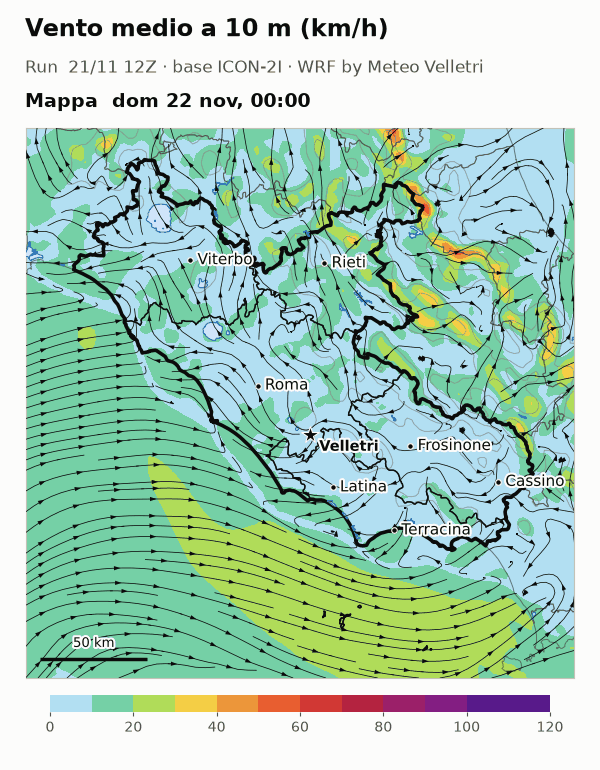 Vento medio a 10 m (km/h)
Run 21/11 12Z · base ICON-2I · WRF by Meteo Velletri
Mappa dom 22 nov, 00:00
Viterbo
Rieti
Roma
Velletri
Frosinone
Latina
Cassino
Terracina
50 km
0 20 40 60 80 100 120